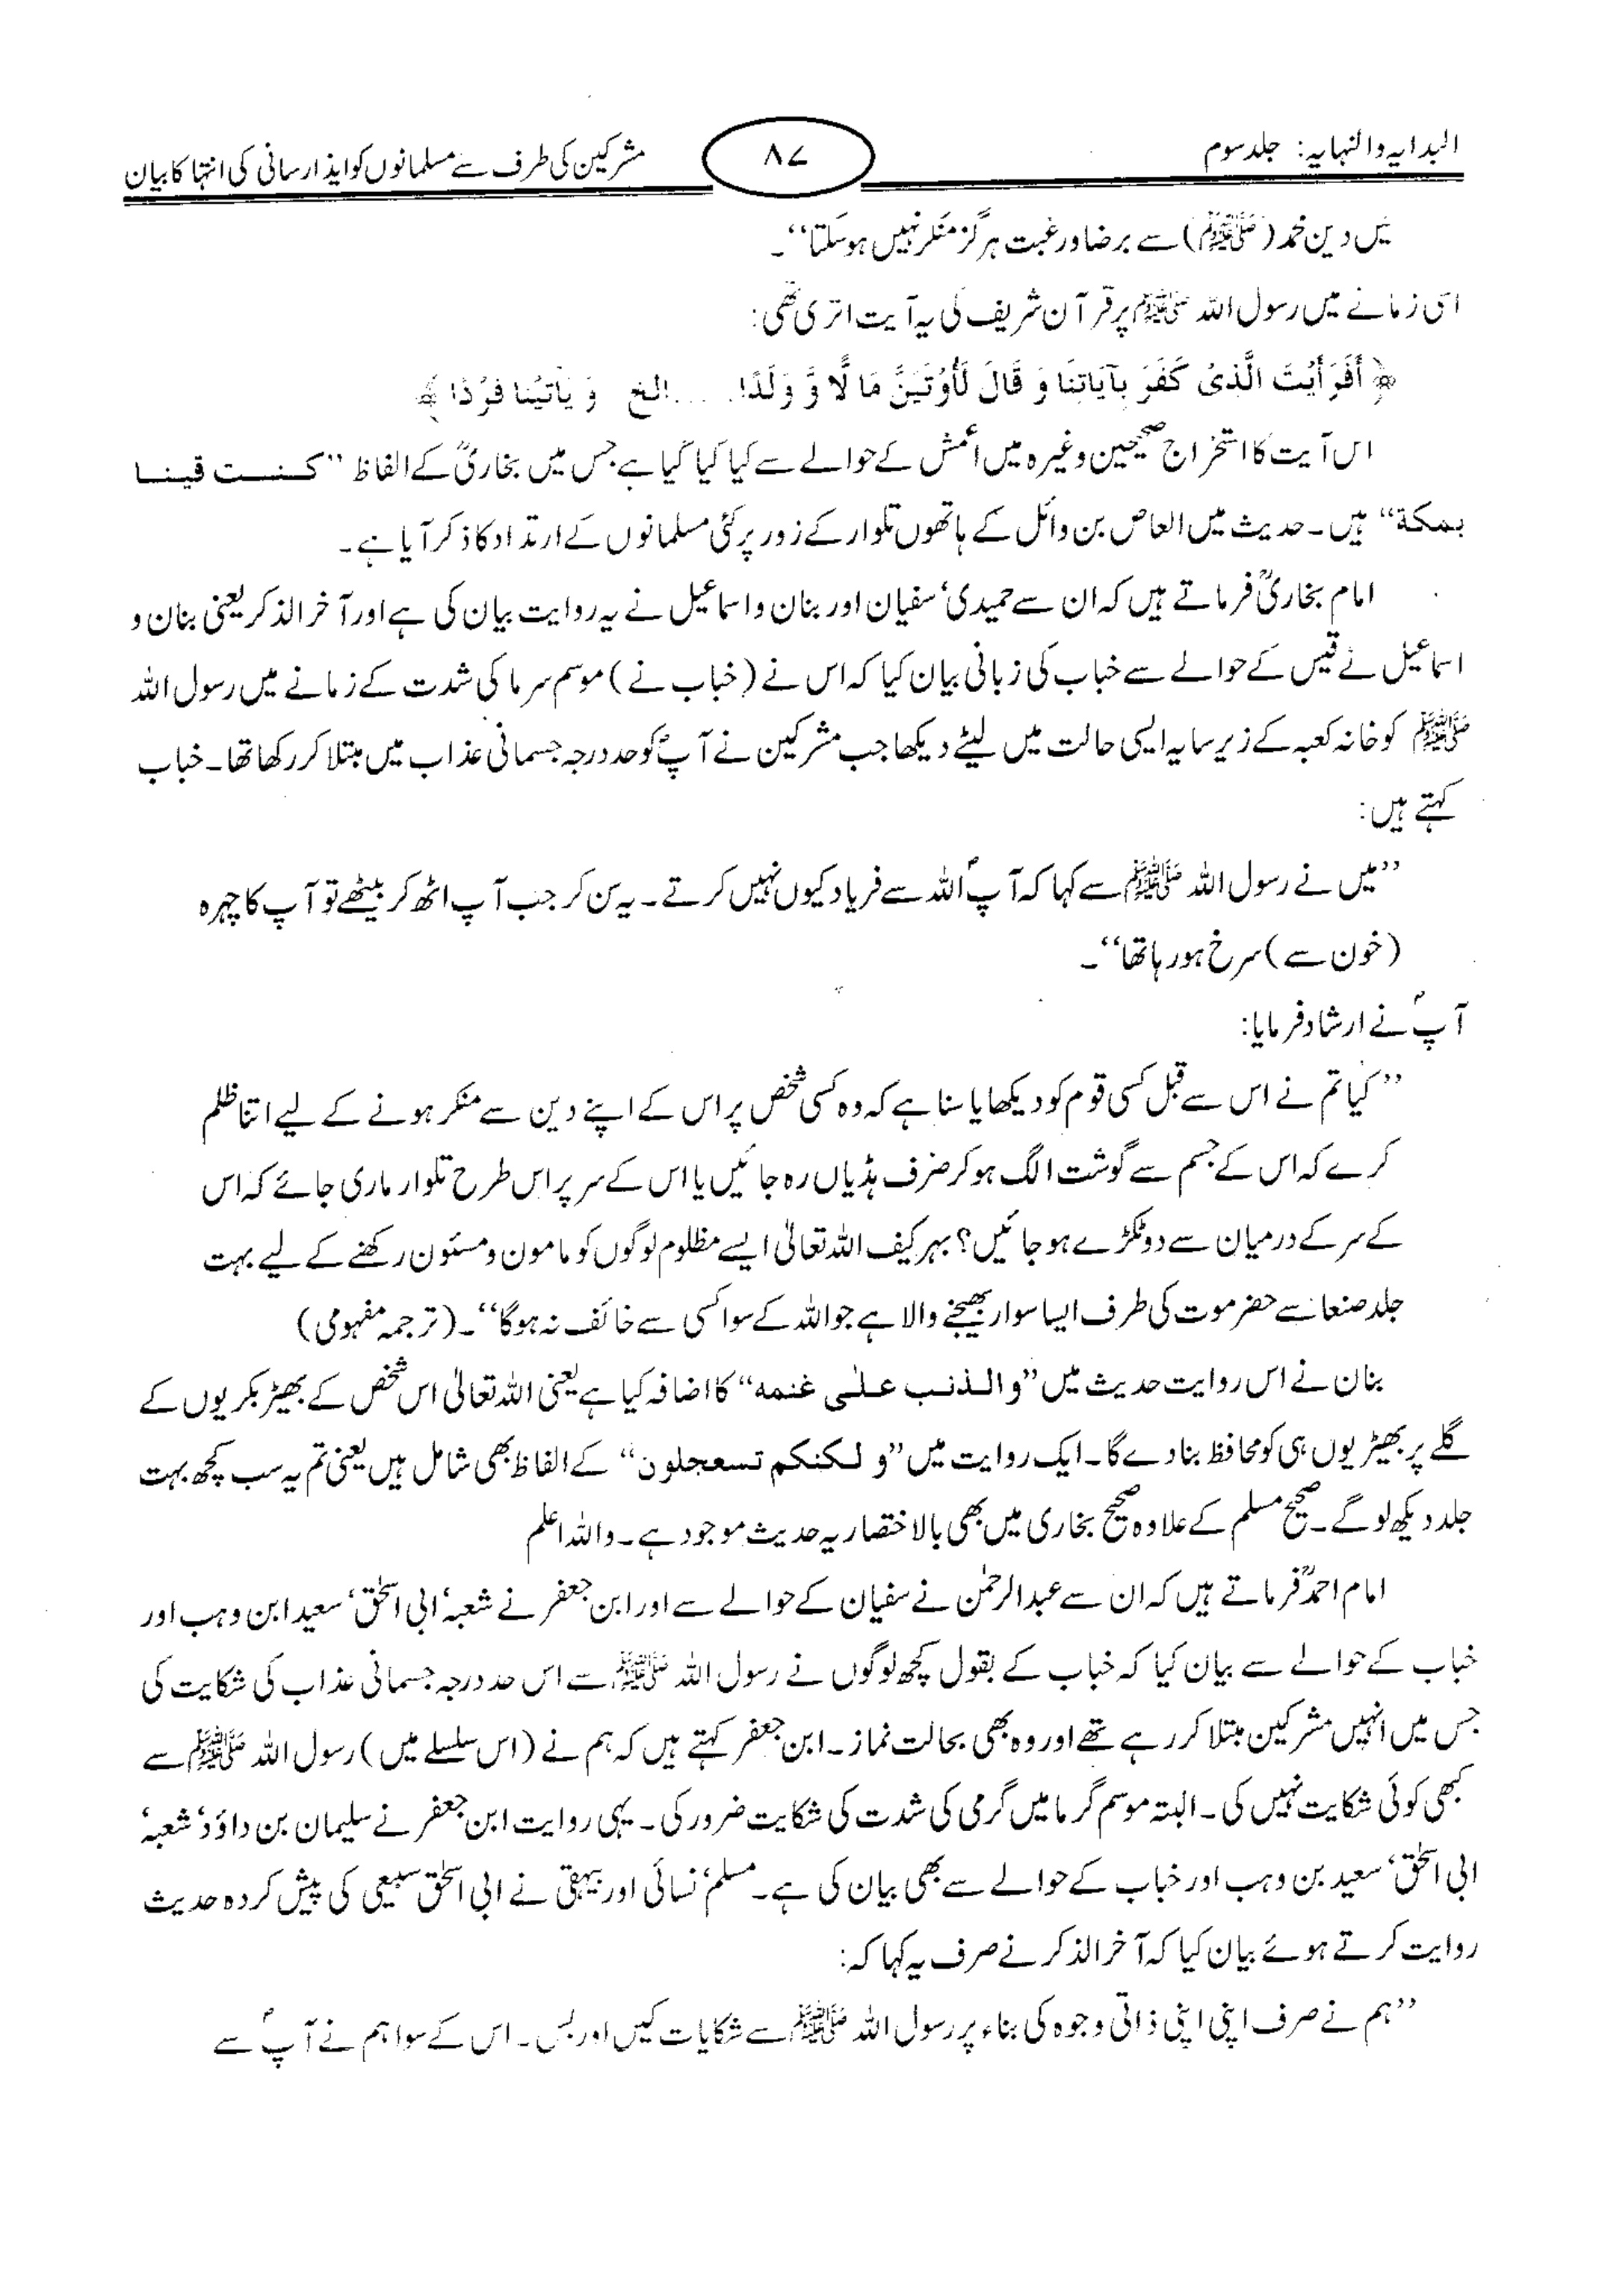 البدایہ والنہایہ: جلد سوم
۸۷
مشرکین کی طرف سے مسلمانوں کو ایذا رسانی کی انتہا کا بیان
میں دین محمد (ﷺ) سے برضا ورغبت ہرگز منکر نہیں ہو سکتا‘‘۔
اسی زمانے میں رسول اللہ ﷺ پر قرآن شریف کی یہ آیت اتری تھی:
﴿ أَفَرَأَيْتَ الَّذِىْ كَفَرَ بِآيَاتِنَا وَ قَالَ لَأُوْتَيَنَّ مَا لًا وَّ وَلَدًا. ... الخ وَ يَأْتِيْنَا فَرْدًا ﴾
اس آیت کا استخراج صحیحین وغیرہ میں اعمش کے حوالے سے کیا کیا گیا ہے جس میں بخاریؒ کے الفاظ ’’کنت قینا
بمکة‘‘ ہیں۔ حدیث میں العاص بن وائل کے ہاتھوں تلوار کے زور پر کئی مسلمانوں کے ارتداد کا ذکر آیا ہے۔
امام بخاریؒ فرماتے ہیں کہ ان سے حمیدی‘ سفیان اور بنان و اسماعیل نے یہ روایت بیان کی ہے اور آخر الذکر یعنی بنان و
اسماعیل نے قیس کے حوالے سے خباب کی زبانی بیان کیا کہ اس نے (خباب نے) موسم سرما کی شدت کے زمانے میں رسول اللہ
ﷺ کو خانہ کعبہ کے زیر سایہ ایسی حالت میں لیٹے دیکھا جب مشرکین نے آپؐ کو حد درجہ جسمانی عذاب میں مبتلا کر رکھا تھا۔ خباب
کہتے ہیں:
’’میں نے رسول اللہ ﷺ سے کہا کہ آپؐ اللہ سے فریاد کیوں نہیں کرتے۔ یہ سن کر جب آپ اٹھ کر بیٹھے تو آپ کا چہرہ
(خون سے) سرخ ہو رہا تھا‘‘۔
آپؐ نے ارشاد فرمایا:
’’کیا تم نے اس سے قبل کسی قوم کو دیکھا یا سنا ہے کہ وہ کسی شخص پر اس کے اپنے دین سے منکر ہونے کے لیے اتنا ظلم
کرے کہ اس کے جسم سے گوشت الگ ہو کر صرف ہڈیاں رہ جائیں یا اس کے سر پر اس طرح تلوار ماری جائے کہ اس
کے سر کے درمیان سے دو ٹکڑے ہو جائیں؟ بہر کیف اللہ تعالیٰ ایسے مظلوم لوگوں کو مامون و مسئون رکھنے کے لیے بہت
جلد صنعا سے حضر موت کی طرف ایسا سوار بھیجنے والا ہے جو اللہ کے سوا کسی سے خائف نہ ہوگا‘‘۔ (ترجمہ مفہومی)
بنان نے اس روایت حدیث میں ’’والذئب علی غنمه‘‘ کا اضافہ کیا ہے یعنی اللہ تعالیٰ اس شخص کے بھیڑ بکریوں کے
گلے پر بھیڑیوں ہی کو محافظ بنا دے گا۔ ایک روایت میں ’’و لکنکم تسعجلون‘‘ کے الفاظ بھی شامل ہیں یعنی تم یہ سب کچھ بہت
جلد دیکھ لو گے۔ صحیح مسلم کے علاوہ صحیح بخاری میں بھی بالاختصار یہ حدیث موجود ہے۔ واللہ اعلم
امام احمدؒ فرماتے ہیں کہ ان سے عبدالرحمٰن نے سفیان کے حوالے سے اور ابن جعفر نے شعبہ‘ ابی اسحٰق‘ سعید ابن وہب اور
خباب کے حوالے سے بیان کیا کہ خباب کے بقول کچھ لوگوں نے رسول اللہ ﷺ سے اس حد درجہ جسمانی عذاب کی شکایت کی
جس میں انہیں مشرکین مبتلا کر رہے تھے اور وہ بھی بحالت نماز۔ ابن جعفر کہتے ہیں کہ ہم نے (اس سلسلے میں) رسول اللہ ﷺ سے
کبھی کوئی شکایت نہیں کی۔ البتہ موسم گرما میں گرمی کی شدت کی شکایت ضرور کی۔ یہی روایت ابن جعفر نے سلیمان بن داؤد‘ شعبہ‘
ابی اسحٰق‘ سعید بن وہب اور خباب کے حوالے سے بھی بیان کی ہے۔ مسلم‘ نسائی اور بیہقی نے ابی اسحٰق سبیعی کی پیش کردہ حدیث
روایت کرتے ہوئے بیان کیا کہ آخر الذکر نے صرف یہ کہا کہ:
’’ہم نے صرف اپنی اپنی ذاتی وجوہ کی بناء پر رسول اللہ ﷺ سے شکایات کیں اور بس۔ اس کے سوا ہم نے آپؐ سے